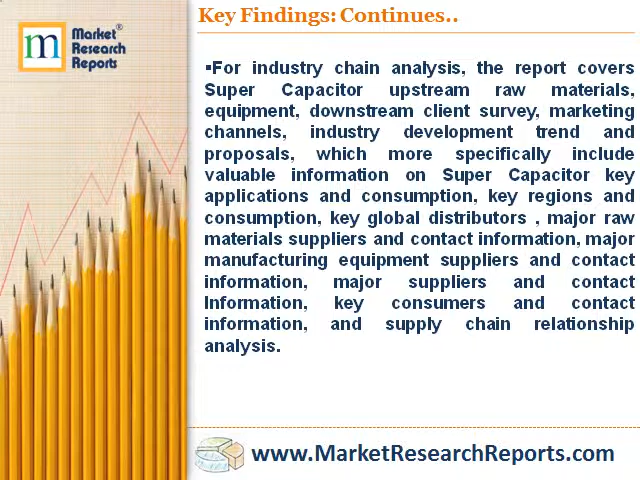 Key Findings: Continues..
m
Market®
Research
Reports
▪For industry chain analysis, the report covers
Super Capacitor upstream raw materials,
equipment, downstream client survey, marketing
channels, industry development trend and
proposals, which more specifically include
valuable information on Super Capacitor key
applications and consumption, key regions and
consumption, key global distributors , major raw
materials suppliers and contact information, major
manufacturing equipment suppliers and contact
information, major suppliers and contact
Information, key consumers and contact
information, and supply chain relationship
analysis.
www.MarketResearchReports.com